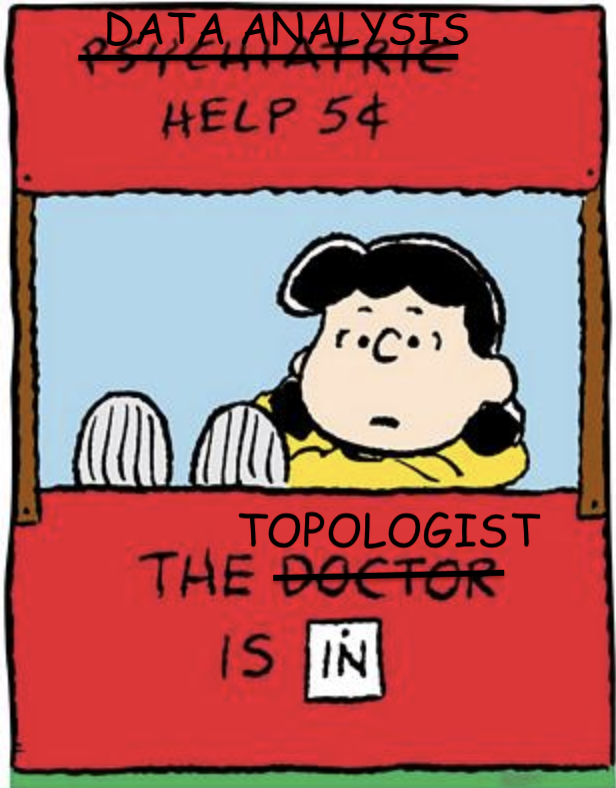 DATA ANALYSIS
PSYCHIATRIC
HELP 5¢
TOPOLOGIST
THE DOCTOR
IS IN